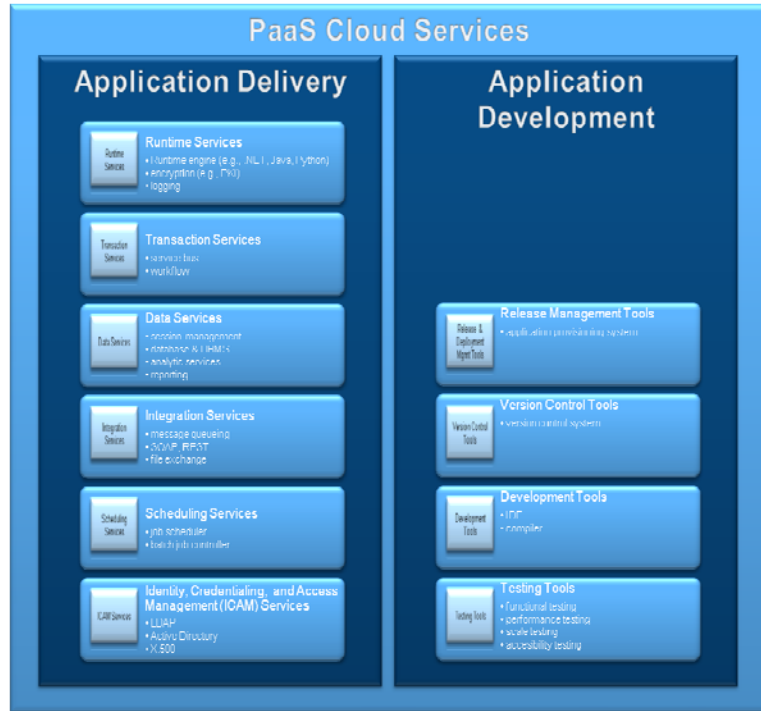 PaaS Cloud Services
Application Delivery
Runtime
Services
Runtime Services
• Runtime engine (e.g., .NET, Java, Python)
• encryption (e.g., PKI)
• logging
Transaction
Services
Transaction Services
• service bus
• workflow
Data Services
Data Services
• session management
• database & DBMS
• analytic services
• reporting
Integration
Services
Integration Services
• message queueing
• SOAP, REST
• file exchange
Scheduling
Services
Scheduling Services
• job scheduler
• batch job controller
ICAM Services
Identity, Credentialing, and Access
Management (ICAM) Services
• LDAP
• Active Directory
• X.500
Application
Development
Release &
Deployment
Mgmt Tools
Release Management Tools
• application provisioning system
Version Control
Tools
Version Control Tools
• version control system
Development
Tools
Development Tools
• IDE
• compiler
Testing Tools
Testing Tools
• functional testing
• performance testing
• scale testing
• accesibility testing